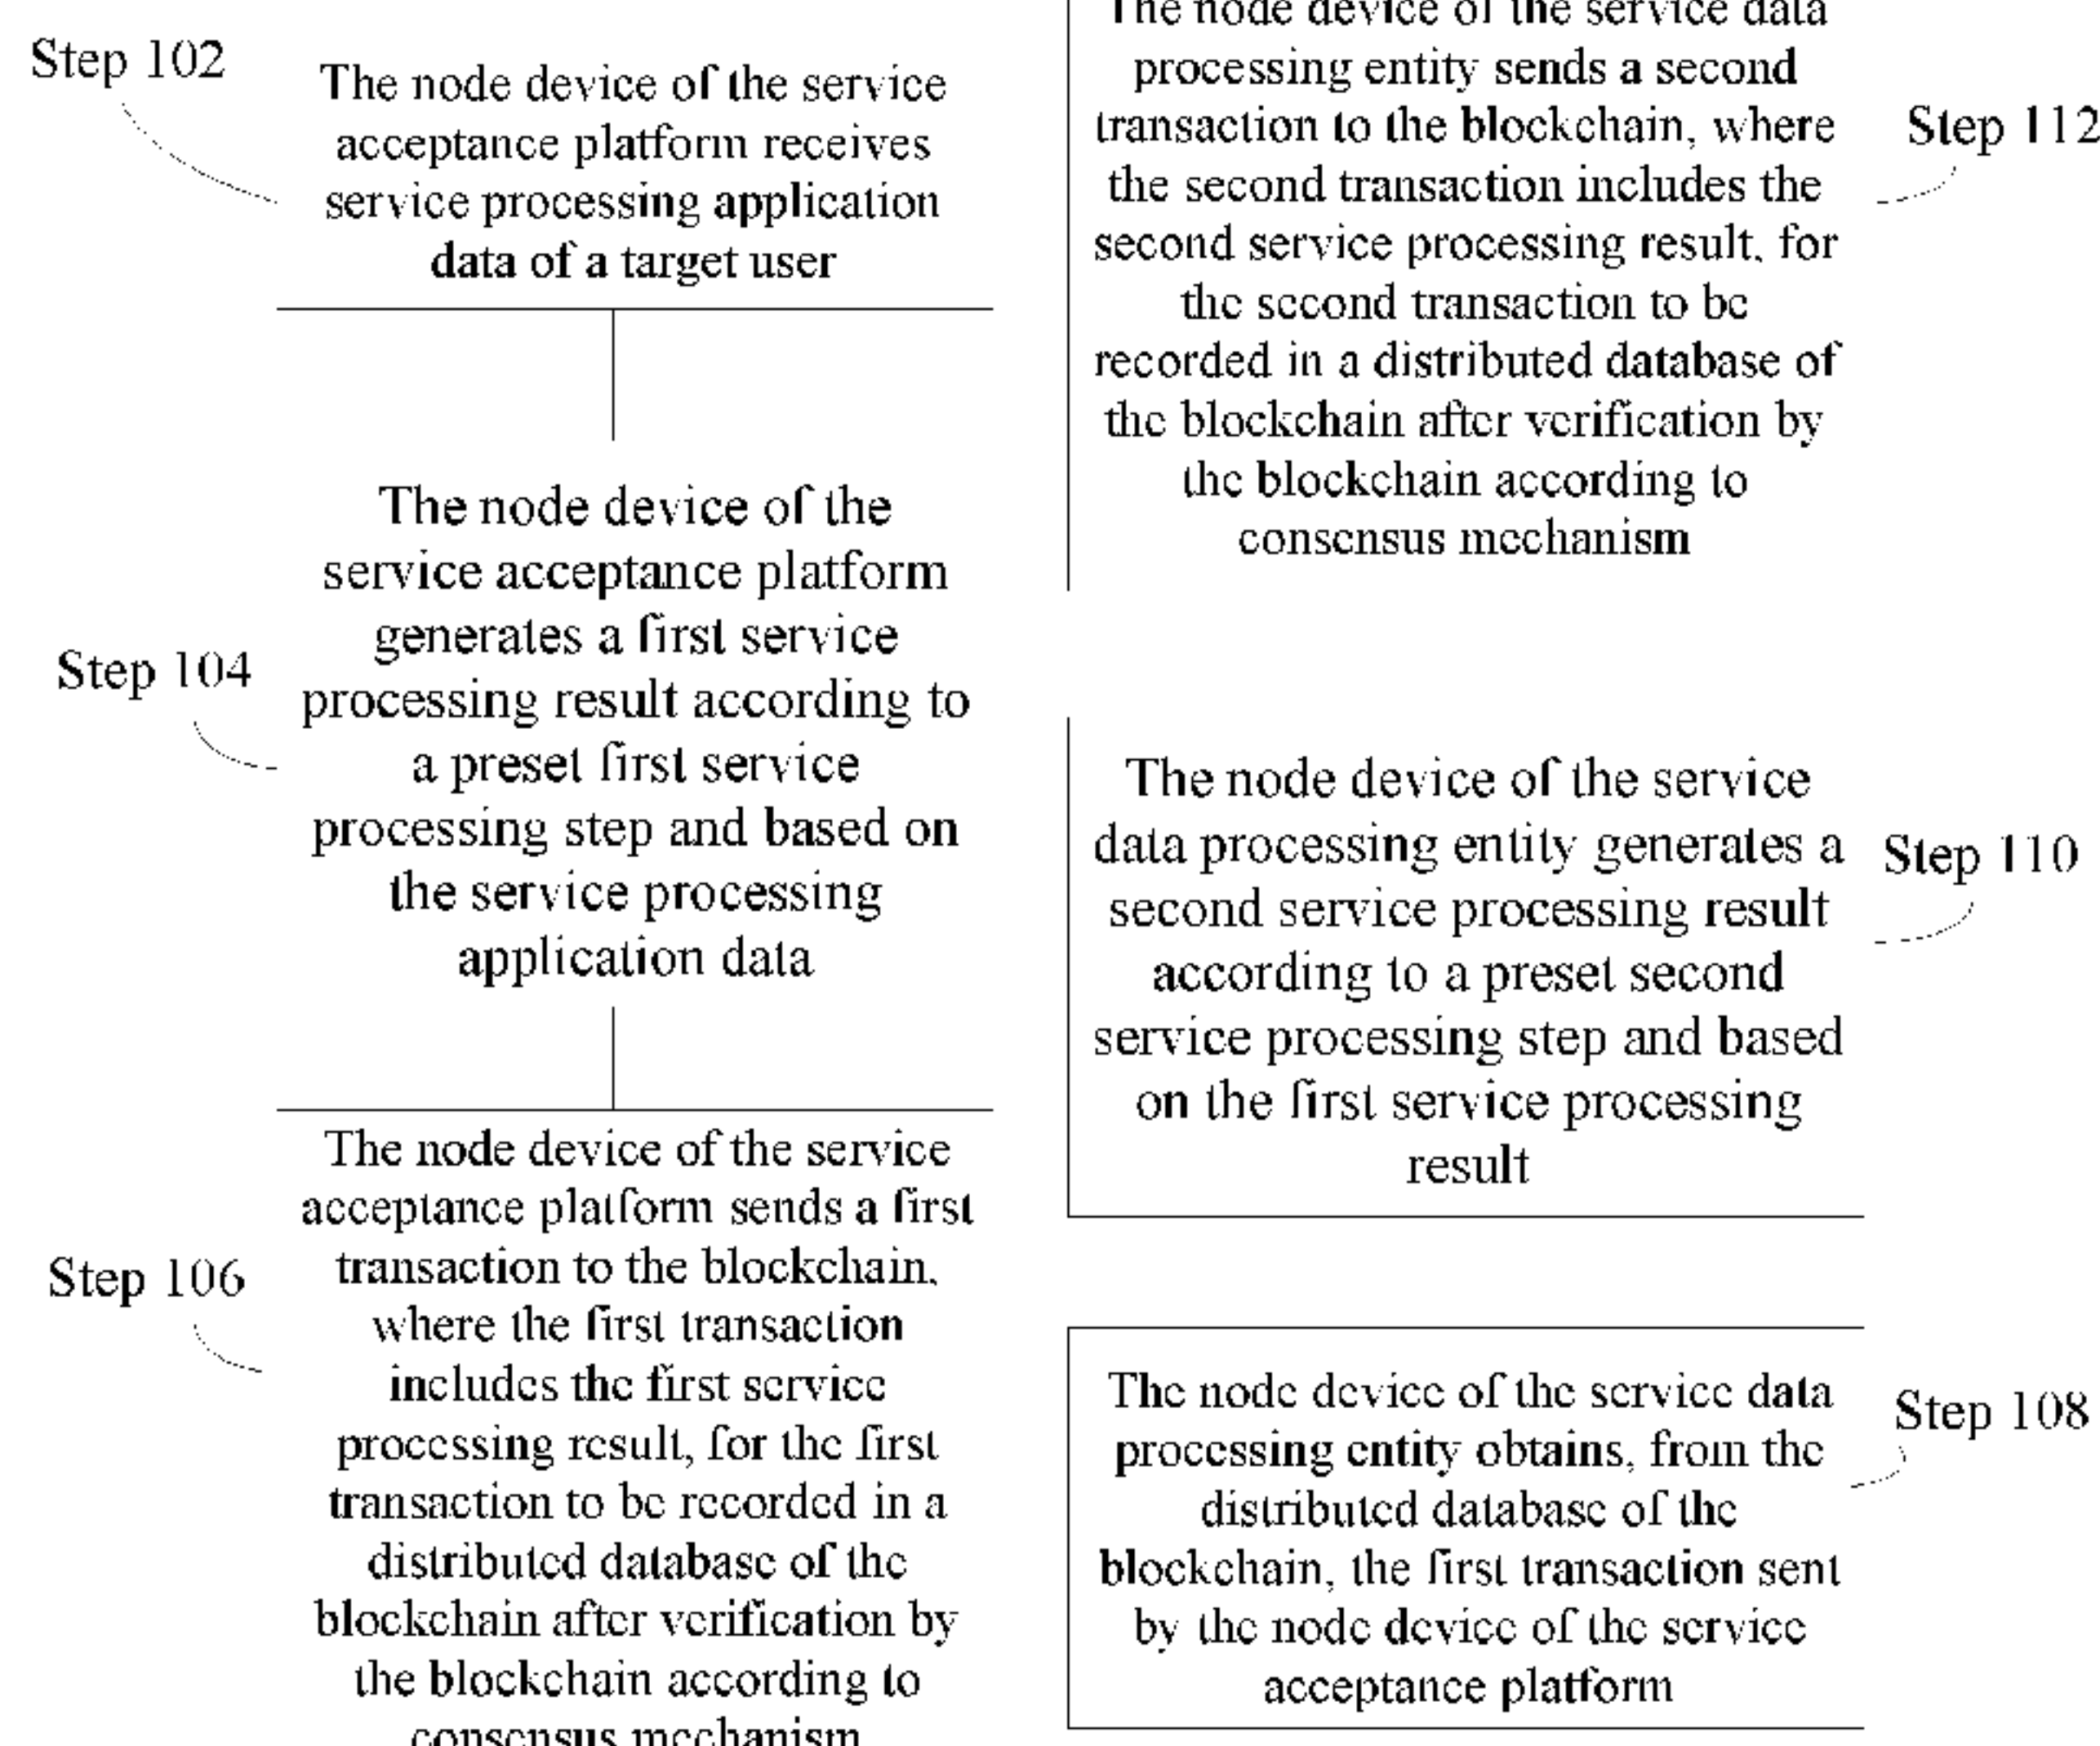 Step 102
The node device of the service
acceptance platform receives
service processing application
data of a target user
Step 104
The node device of the
service acceptance platform
generates a first service
processing result according to
a preset first service
processing step and based on
the service processing
application data
Step 106
The node device of the service
acceptance platform sends a first
transaction to the blockchain,
where the first transaction
includes the first service
processing result, for the first
transaction to be recorded in a
distributed database of the
blockchain after verification by
the blockchain according to
consensus mechanism
The node device of the service data
processing entity sends a second
transaction to the blockchain, where
the second transaction includes the
second service processing result, for
the second transaction to be
recorded in a distributed database of
the blockchain after verification by
the blockchain according to
consensus mechanism
Step 112
The node device of the service
data processing entity generates a
second service processing result
according to a preset second
service processing step and based
on the first service processing
result
Step 110
The node device of the service data
processing entity obtains, from the
distributed database of the
blockchain, the first transaction sent
by the node device of the service
acceptance platform
Step 108